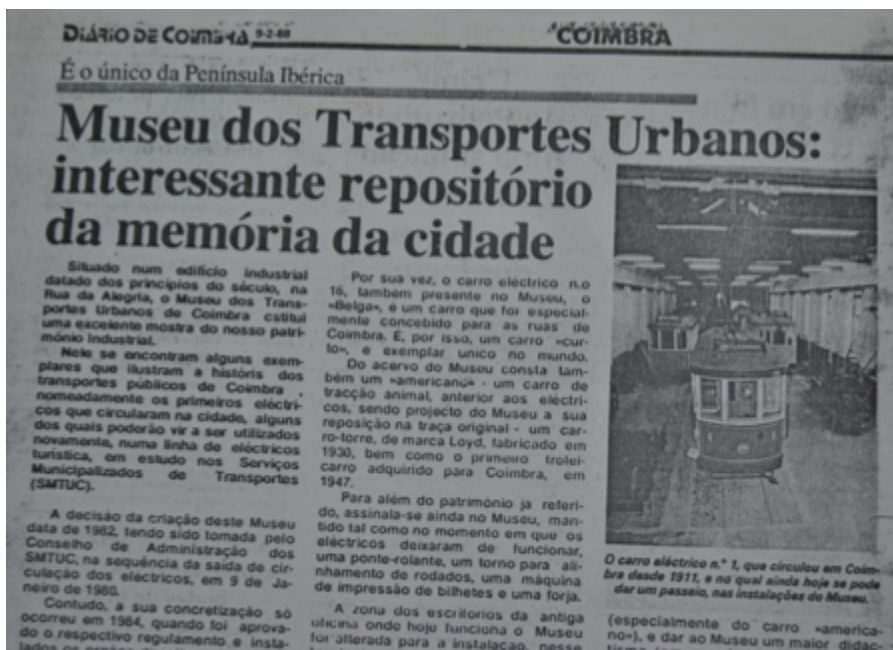 DIÁRIO DE COIMBRA 9-2-88
COIMBRA
É o único da Península Ibérica
Museu dos Transportes Urbanos:
interessante repositório
da memória da cidade
Situado num edifício industrial
datado dos princípios do século, na
Rua da Alegria, o Museu dos Trans-
portes Urbanos de Coimbra cstitui
uma excelente mostra do nosso patri-
mónio Industrial.
Nele se encontram alguns exem-
plares que ilustram a históris dos
transportes públicos de Coimbra ,
nomeadamente os primeiros eléctri-
cos que circularam na cidade, alguns
dos quais poderão vir a ser utilizados
novamente, numa linha de eléctricos
turística, em estudo nos Serviços
Municipalizados de Transportes
(SMTUC).
A decisão da criação deste Museu
data de 1982, tendo sido tomada pelo
Conselho de Administração dos
SMTUC, na sequência da saída de cir-
culação dos eléctricos, em 9 de Ja-
neiro de 1980.
Contudo, a sua concretização só
ocorreu em 1984, quando foi aprova-
do o respectivo regulamento e insta-
lados os
Por sua vez, o carro eléctrico n.o
16, também presente no Museu, o
«Belga», é um carro que foi especial-
mente concebido para as ruas de
Coimbra. E, por isso, um carro «cur-
to», e exemplar unico no mundo.
Do acervo do Museu consta tam-
bém um «americano» - um carro de
tracção animal, anterior aos eléctri-
cos, sendo projecto do Museu a sua
reposição na traça original - um car-
ro-torre, de marca Loyd, fabricado em
1930, bem como o primeiro trolei-
carro adquirido para Coimbra, em
1947.
Para além do patrimonio ja referi-
do, assinala-se ainda no Museu, man-
tido tal como no momento em que os
eléctricos deixaram de funcionar,
uma ponte-rolante, um torno para ali-
nhamento de rodados, uma máquina
de impressão de bilhetes e uma forja.
A zona dos escritorios da antiga
oficina onde hoje funciona o Museu
foi alterada para a instalação, nesse
O carro eléctrico n.º 1, que circulou em Coim-
bra desde 1911, e no qual ainda hoje se pode
dar um passeio, nas instalações do Museu.
(especialmente do carro «america-
no»), e dar ao Museu um maior didac-